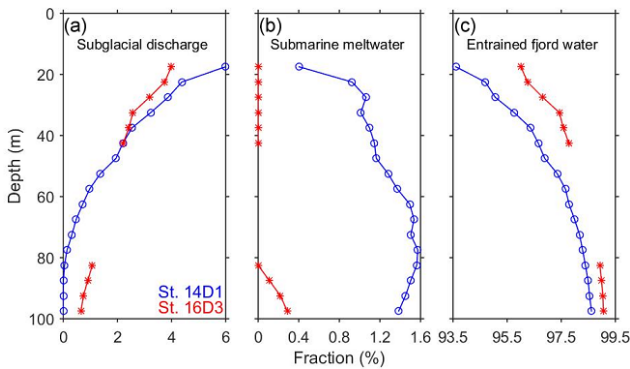 (a)
Subglacial discharge
(b)
Submarine meltwater
(c)
Entrained fjord water
0
20
40
60
80
100
Depth (m)
St. 14D1
St. 16D3
0 2 4 6
0 0.4 0.8 1.2 1.6
93.5 95.5 97.5 99.5
Fraction (%)